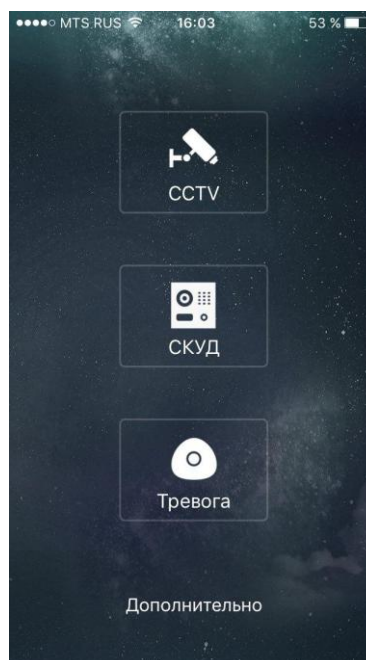 MTS RUS 16:03 53 %
CCTV
СКУД
Тревога
Дополнительно